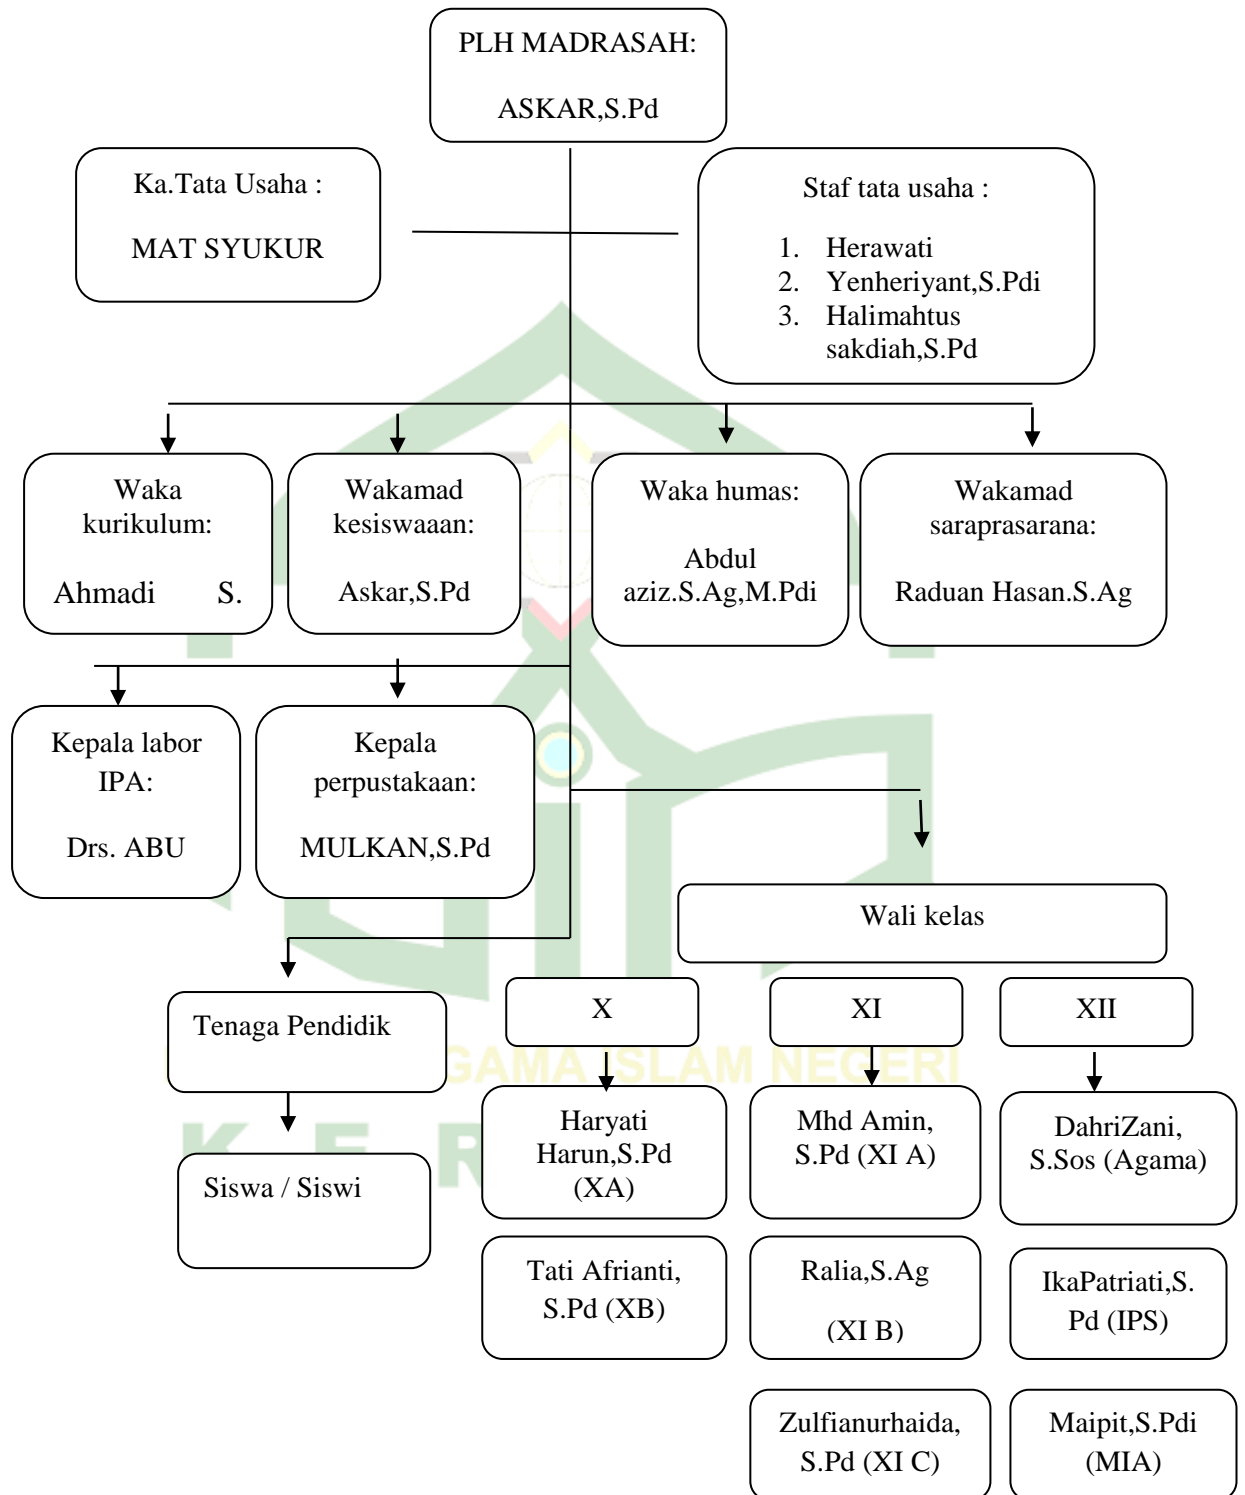 PLH MADRASAH:
ASKAR,S.Pd
Ka.Tata Usaha :
MAT SYUKUR
Staf tata usaha :
1. Herawati
2. Yenheriyant,S.Pdi
3. Halimahtus
sakdiah,S.Pd
Waka
kurikulum:
Ahmadi S.
Wakamad
kesiswaaan:
Askar,S.Pd
Waka humas:
Abdul
aziz.S.Ag,M.Pdi
Wakamad
saraprasarana:
Raduan Hasan.S.Ag
Kepala labor
IPA:
Drs. ABU
Kepala
perpustakaan:
MULKAN,S.Pd
Wali kelas
Tenaga Pendidik
Siswa / Siswi
X
XI
XII
Haryati
Harun,S.Pd
(XA)
Mhd Amin,
S.Pd (XI A)
DahriZani,
S.Sos (Agama)
Tati Afrianti,
S.Pd (XB)
Ralia,S.Ag
(XI B)
IkaPatriati,S.
Pd (IPS)
Zulfianurhaida,
S.Pd (XI C)
Maipit,S.Pdi
(MIA)
GAMA ISLAM NEGERI
K E R